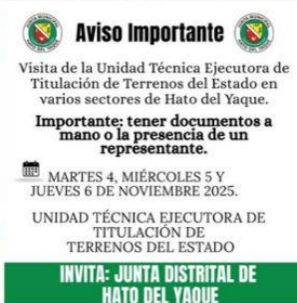 Aviso Importante
Visita de la Unidad Técnica Ejecutora de
Titulación de Terrenos del Estado en
varios sectores de Hato del Yaque.
Importante: tener documentos a
mano o la presencia de un
representante.
MARTES 4, MIÉRCOLES 5 Y
JUEVES 6 DE NOVIEMBRE 2025.
UNIDAD TÉCNICA EJECUTORA DE
TITULACIÓN DE
TERRENOS DEL ESTADO
INVITA: JUNTA DISTRITAL DE
HATO DEL YAQUE